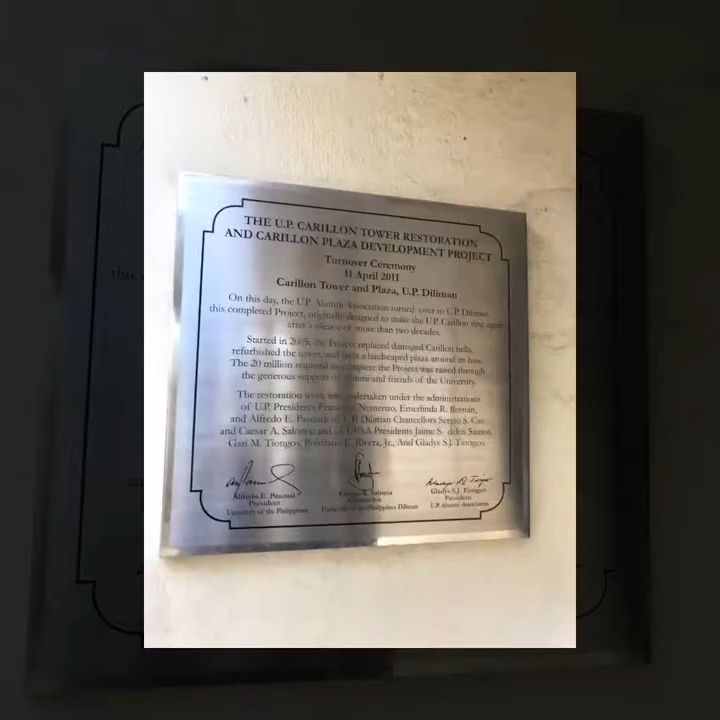 THE U.P. CARILLON TOWER RESTORATION
AND CARILLON PLAZA DEVELOPMENT PROJECT
Turnover Ceremony
11 April 2011
Carillon Tower and Plaza, U.P. Diliman
On this day, the U.P. Alumni Association turned over to U.P. Diliman
this completed Project, originally designed to make the U.P. Carillon ring again
after a silence of more than two decades.
Started in 2005, the Project replaced damaged Carillon bells,
refurbished the tower, and built a landscaped plaza around its base.
The 20 million required to complete the Project was raised through
the generous support of alumni and friends of the University.
The restoration work was undertaken under the administrations
of U.P. Presidents Francisco Nemenzo, Emerlinda R. Roman,
and Alfredo E. Pascual of U.P. Diliman Chancellors Sergio S. Cao
and Caesar A. Saloma; and of UPAA Presidents Jaime S. delos Santos,
Gari M. Tiongco, Ponciano E. Rivera, Jr., And Gladys S.J. Tiongco.
Alfredo E. Pascual
President
University of the Philippines
Caesar A. Saloma
Chancellor
University of the Philippines Diliman
Gladys S.J. Tiongco
President
U.P. Alumni Association